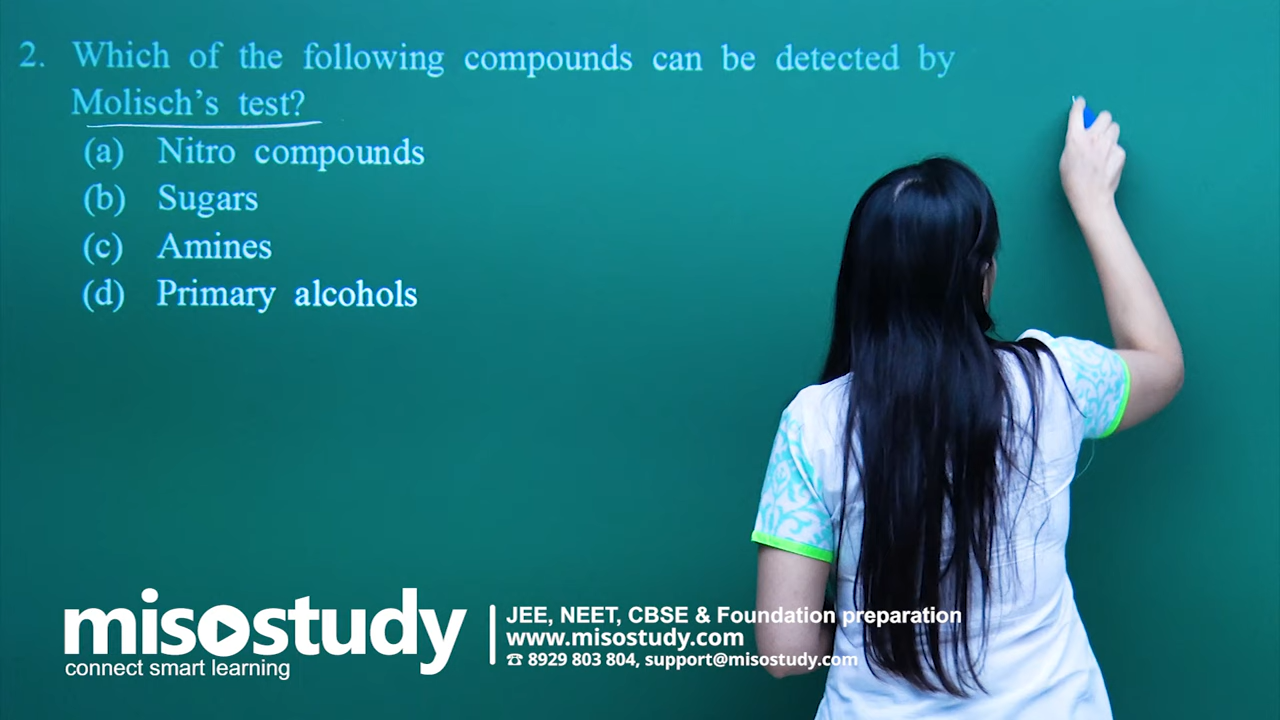 2. Which of the following compounds can be detected by
Molisch's test?
(a) Nitro compounds
(b) Sugars
(c) Amines
(d) Primary alcohols
misostudy
connect smart learning
JEE, NEET, CBSE & Foundation preparation
www.misostudy.com
☎ 8929 803 804, support@misostudy.com